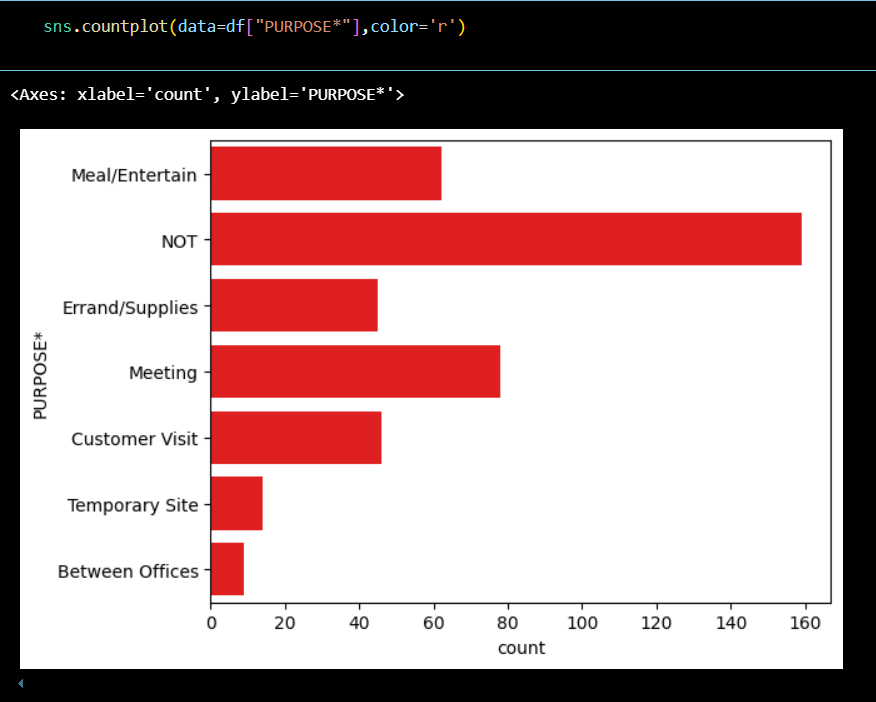 sns.countplot(data=df["PURPOSE*"],color='r')
<Axes: xlabel='count', ylabel='PURPOSE*'>
Meal/Entertain
NOT
Errand/Supplies
Meeting
Customer Visit
Temporary Site
Between Offices
PURPOSE*
0 20 40 60 80 100 120 140 160
count